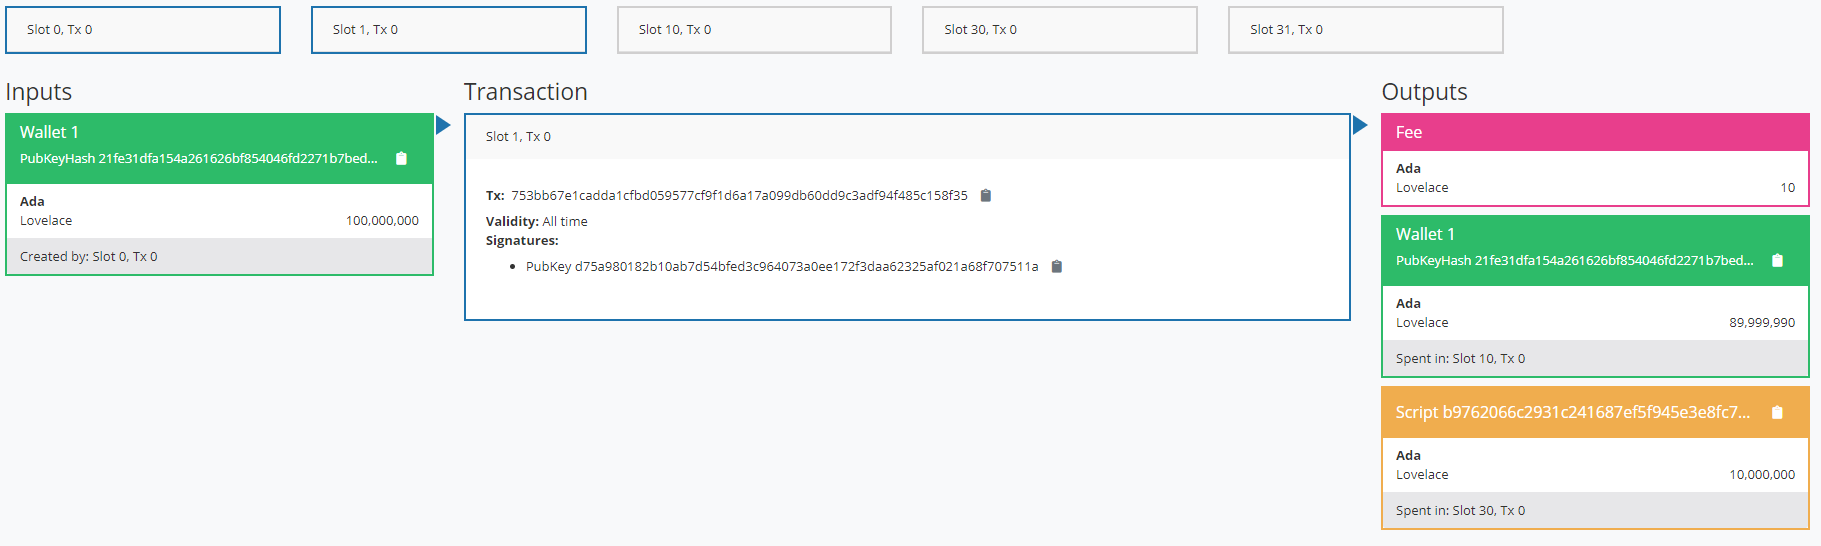 Slot 0, Tx 0
Slot 1, Tx 0
Slot 10, Tx 0
Slot 30, Tx 0
Slot 31, Tx 0
Inputs
Wallet 1
PubKeyHash 21fe31dfa154a261626bf854046fd2271b7bed...
Ada
Lovelace 100,000,000
Created by: Slot 0, Tx 0
Transaction
Slot 1, Tx 0
Tx: 753bb67e1cadda1cfbd059577cf9f1d6a17a099db60dd9c3adf94f485c158f35
Validity: All time
Signatures:
• PubKey d75a980182b10ab7d54bfed3c964073a0ee172f3daa62325af021a68f707511a
Outputs
Fee
Ada
Lovelace 10
Wallet 1
PubKeyHash 21fe31dfa154a261626bf854046fd2271b7bed...
Ada
Lovelace 89,999,990
Spent in: Slot 10, Tx 0
Script b9762066c2931c241687ef5f945e3e8fc7...
Ada
Lovelace 10,000,000
Spent in: Slot 30, Tx 0